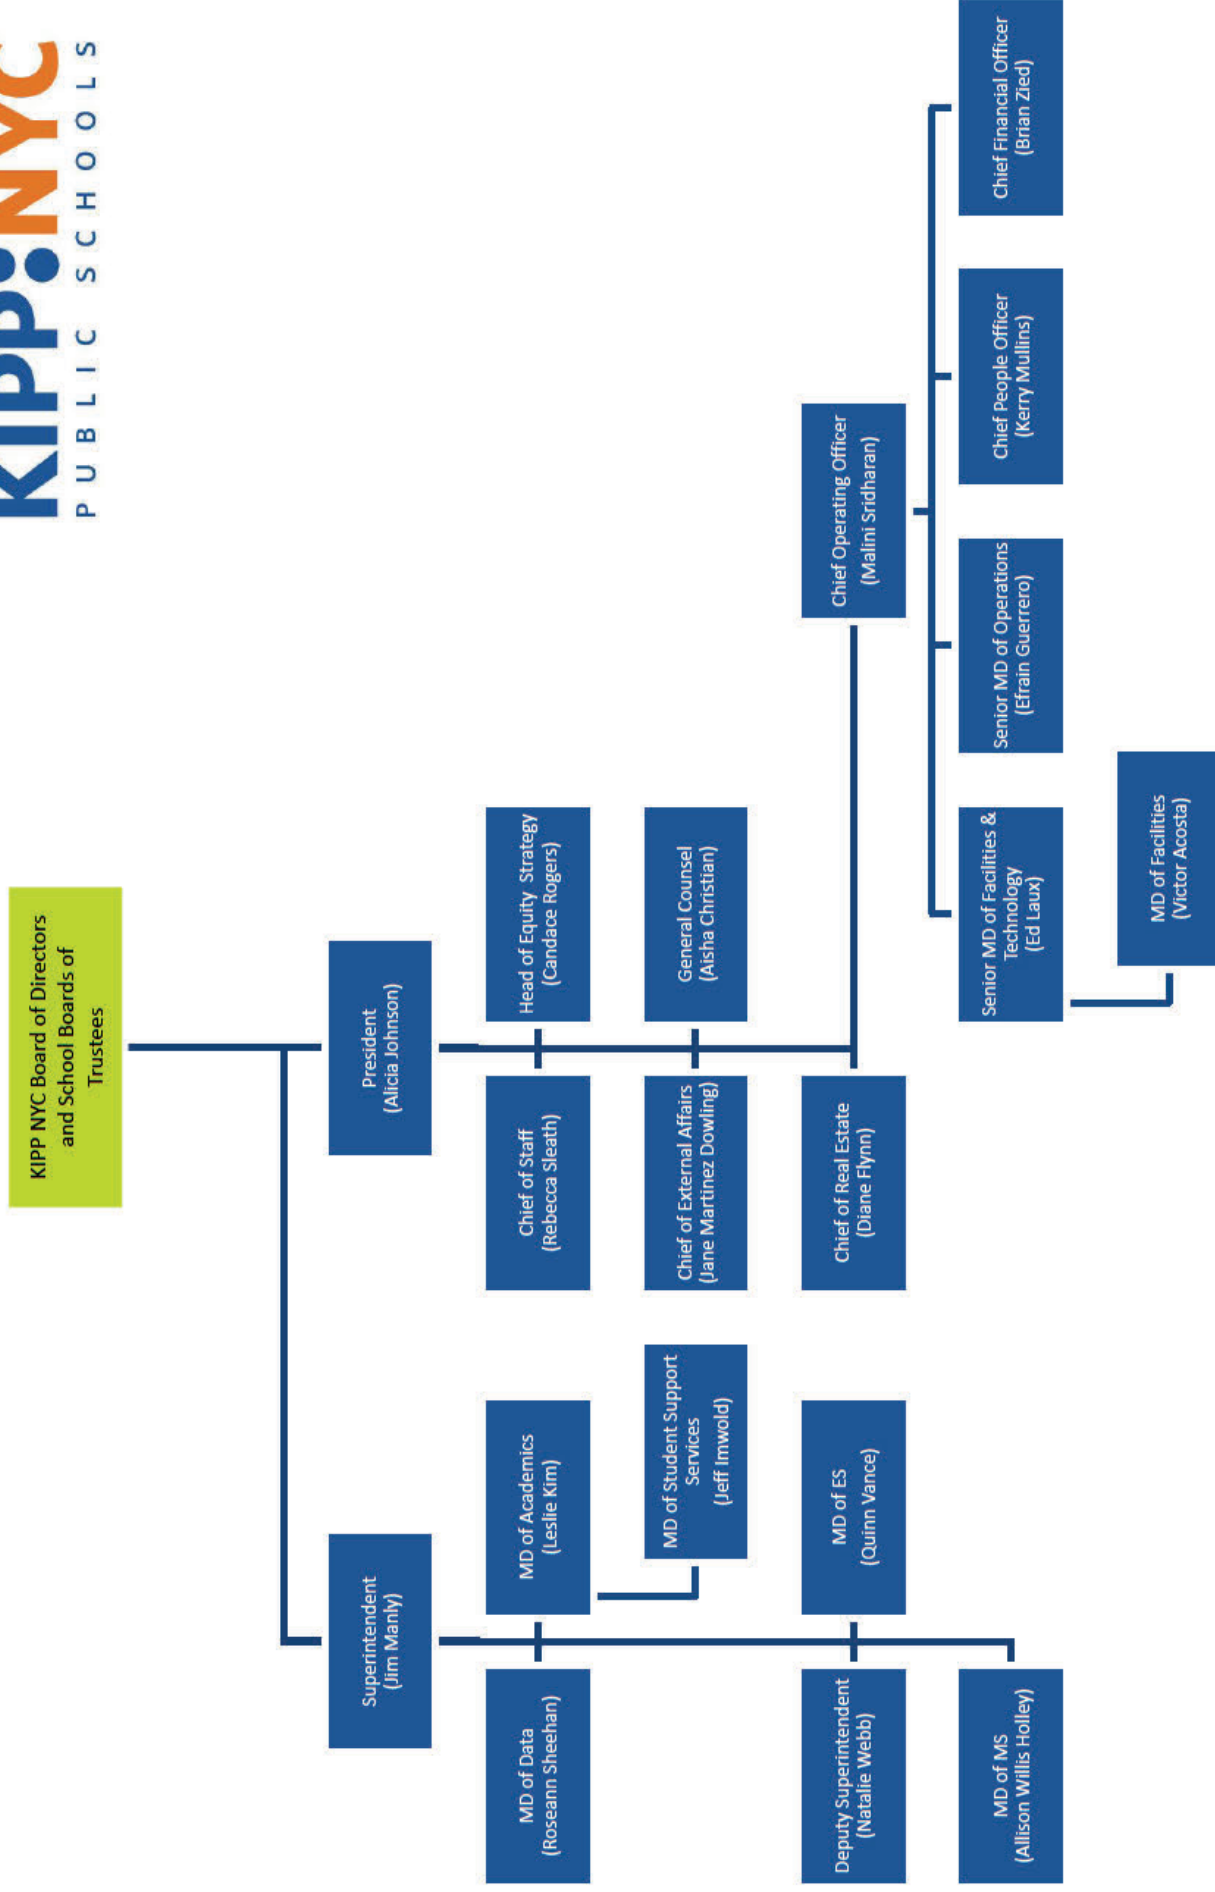 KIPP:NYC
PUBLIC SCHOOLS
KIPP NYC Board of Directors
and School Boards of
Trustees
Superintendent
(Jim Manly)
President
(Alicia Johnson)
MD of Data
(Roseann Sheehan)
MD of Academics
(Leslie Kim)
Chief of Staff
(Rebecca Sleath)
Head of Equity Strategy
(Candace Rogers)
MD of Student Support
Services
(Jeff Imwold)
Chief of External Affairs
(Jane Martinez Dowling)
General Counsel
(Aisha Christian)
Deputy Superintendent
(Natalie Webb)
MD of ES
(Quinn Vance)
Chief of Real Estate
(Diane Flynn)
Chief Operating Officer
(Malini Sridharan)
MD of MS
(Allison Willis Holley)
Senior MD of Facilities &
Technology
(Ed Laux)
Senior MD of Operations
(Efrain Guerrero)
Chief People Officer
(Kerry Mullins)
Chief Financial Officer
(Brian Zied)
MD of Facilities
(Victor Acosta)